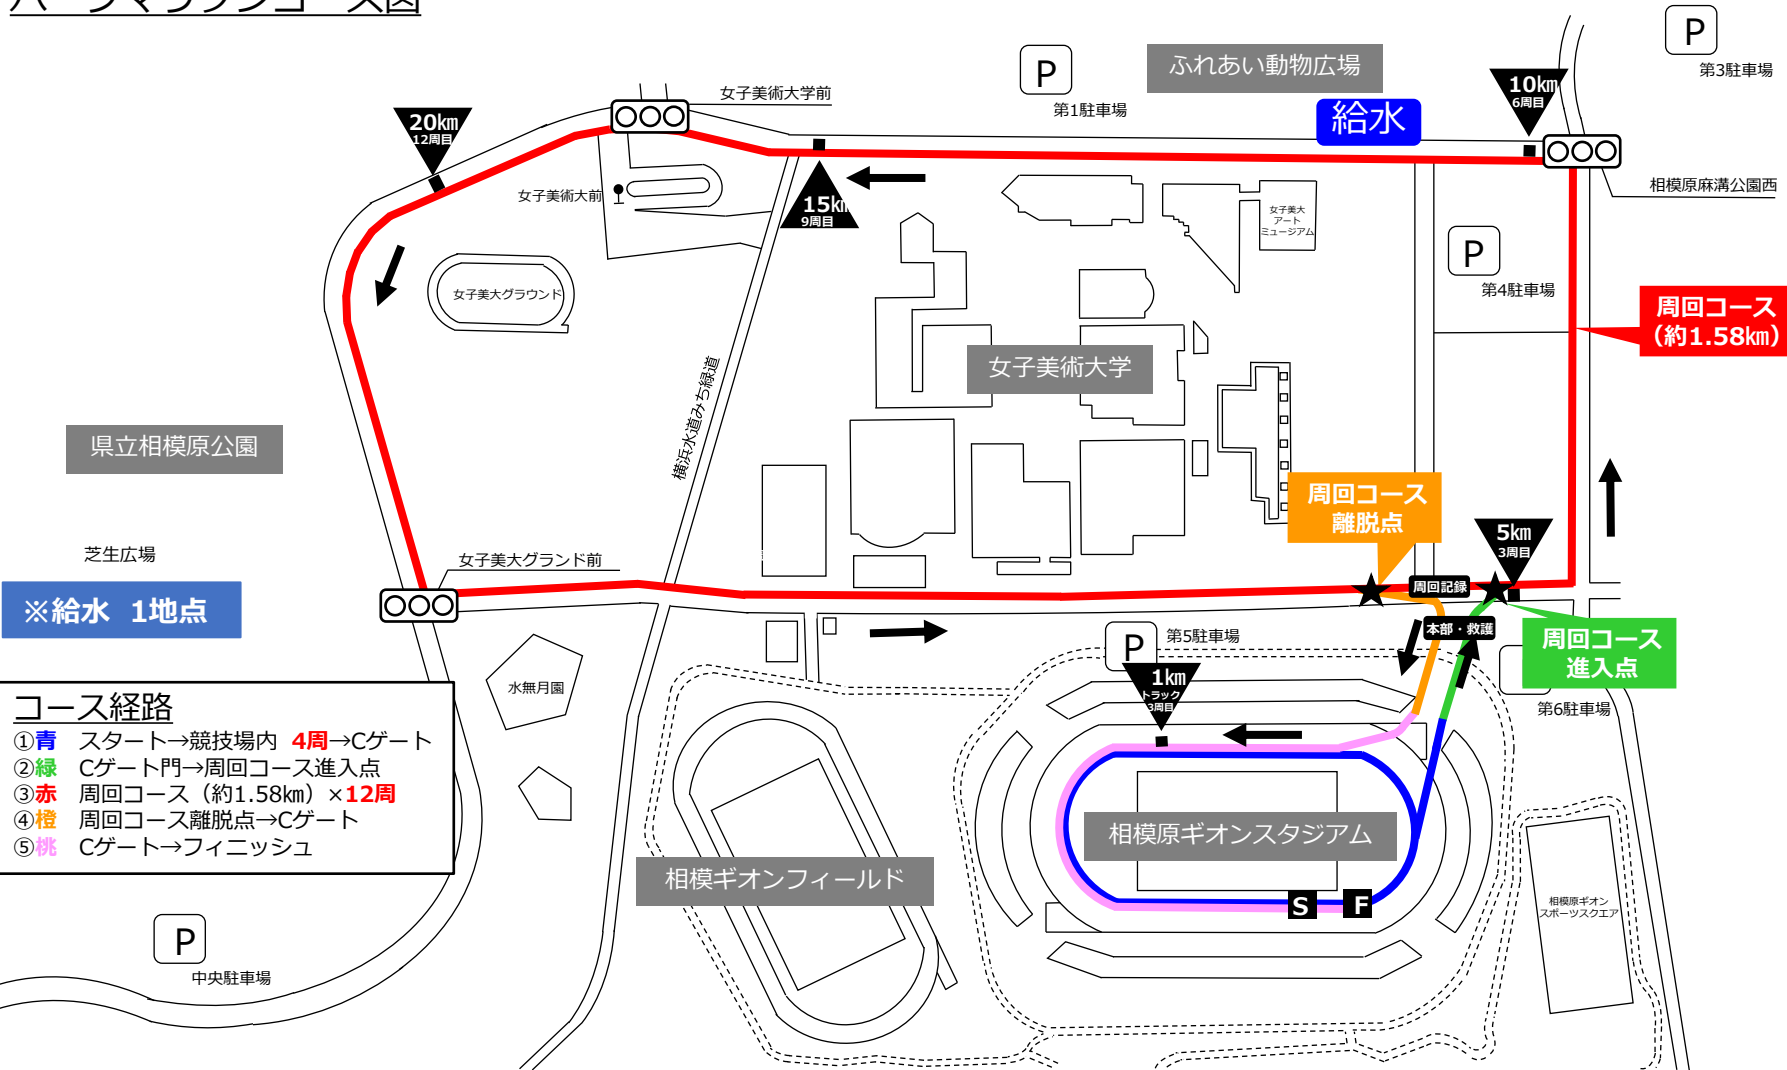 ハーフマラソンコース図
P
第3駐車場
ふれあい動物広場
P
第1駐車場
給水
10km
6周目
女子美術大学前
20km
12周目
相模原麻溝公園西
女子美術大前
15km
9周目
女子美大
アート
ミュージアム
P
第4駐車場
女子美大グラウンド
周回コース
（約1.58km）
女子美術大学
横浜水道みち緑道
県立相模原公園
周回コース
離脱点
5km
3周目
芝生広場
女子美大グランド前
※給水 1地点
周回記録
本部・救護
P
第5駐車場
周回コース
進入点
第6駐車場
1km
トラック
3周目
水無月園
コース経路
①青 スタート→競技場内 4周→Cゲート
②緑 Cゲート門→周回コース進入点
③赤 周回コース（約1.58km）×12周
④橙 周回コース離脱点→Cゲート
⑤桃 Cゲート→フィニッシュ
相模原ギオンスタジアム
相模ギオンフィールド
S
F
相模原ギオン
スポーツスクエア
P
中央駐車場